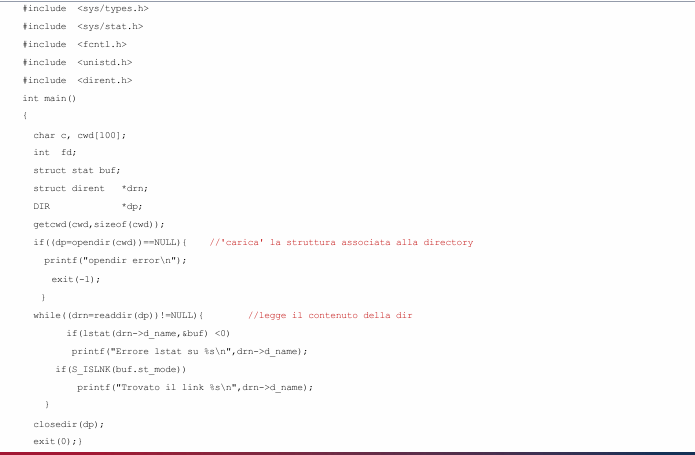 #include  <sys/types.h>
#include  <sys/stat.h>
#include  <fcntl.h>
#include  <unistd.h>
#include  <dirent.h>
int main()
{
  char c, cwd[100];
  int  fd;
  struct stat buf;
  struct dirent   *drn;
  DIR             *dp;
  getcwd(cwd,sizeof(cwd));
  if((dp=opendir(cwd))==NULL){    //'carica' la struttura associata alla directory
    printf("opendir error\n");
     exit(-1);
   }
  while((drn=readdir(dp))!=NULL){        //legge il contenuto della dir
        if(lstat(drn->d_name,&buf) <0)
         printf("Errore lstat su %s\n",drn->d_name);
      if(S_ISLNK(buf.st_mode))
          printf("Trovato il link %s\n",drn->d_name);
    }
  closedir(dp);
  exit(0);}